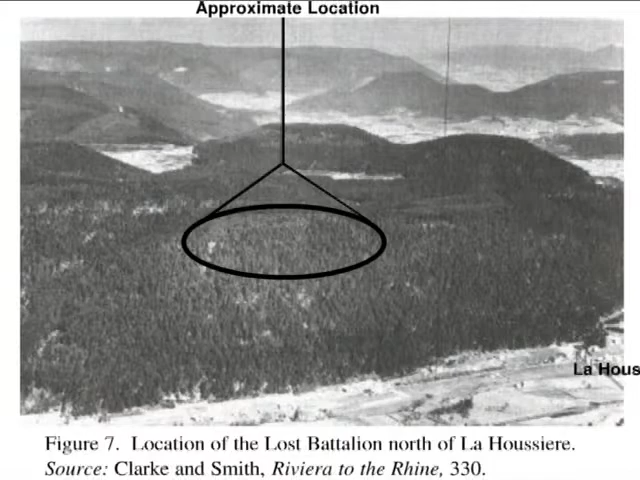 Approximate Location
La Hous
Figure 7. Location of the Lost Battalion north of La Houssiere.
Source: Clarke and Smith, Riviera to the Rhine, 330.